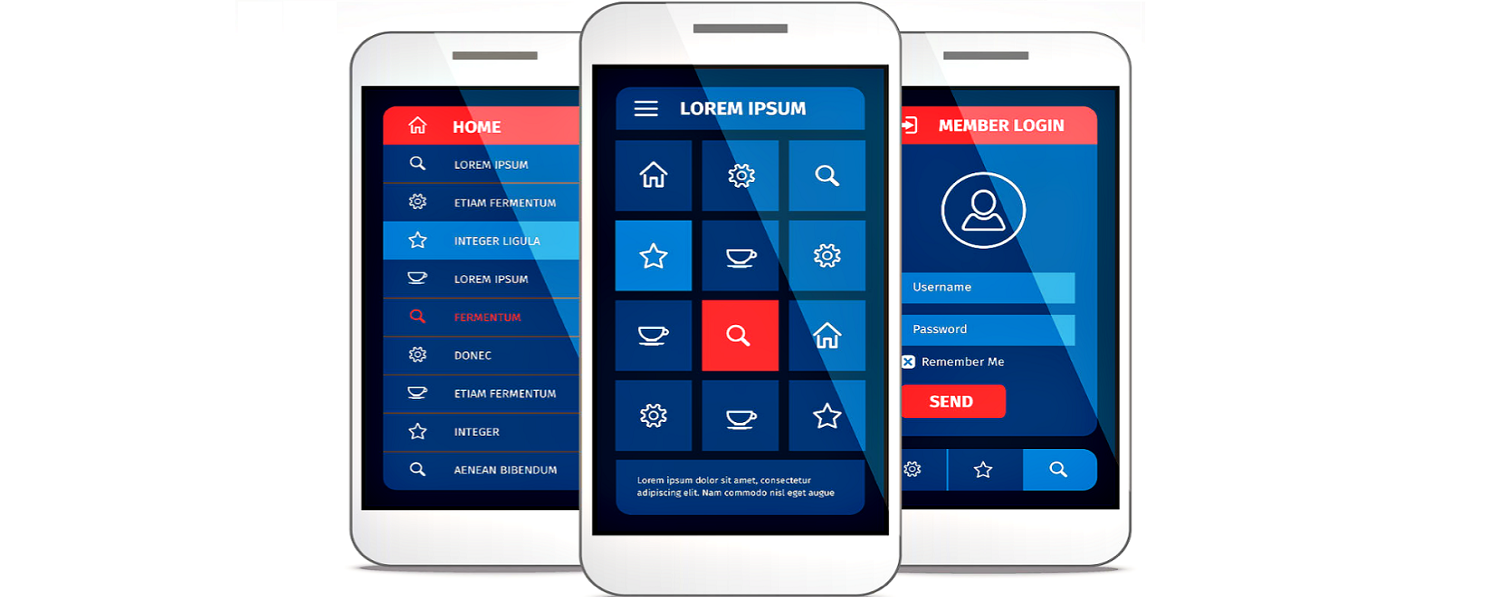 HOME
LOREM IPSUM
ETIAM FERMENTUM
INTEGER LIGULA
LOREM IPSUM
FERMENTUM
DONEC
ETIAM FERMENTUM
INTEGER
AENEAN BIBENDUM
LOREM IPSUM
Lorem ipsum dolor sit amet, consectetur
adipiscing elit. Nam commodo nisl eget augue
MEMBER LOGIN
Username
Password
Remember Me
SEND